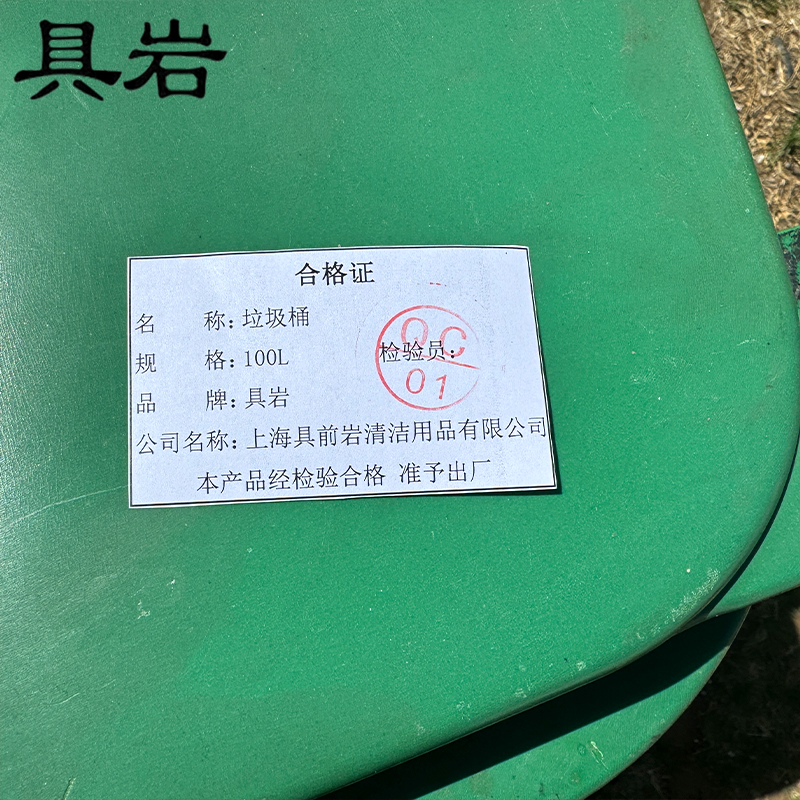 具岩
合格证
名 称：垃圾桶
规 格：100L
检验员：
QC
01
品 牌：具岩
公司名称：上海具前岩清洁用品有限公司
本产品经检验合格 准予出厂